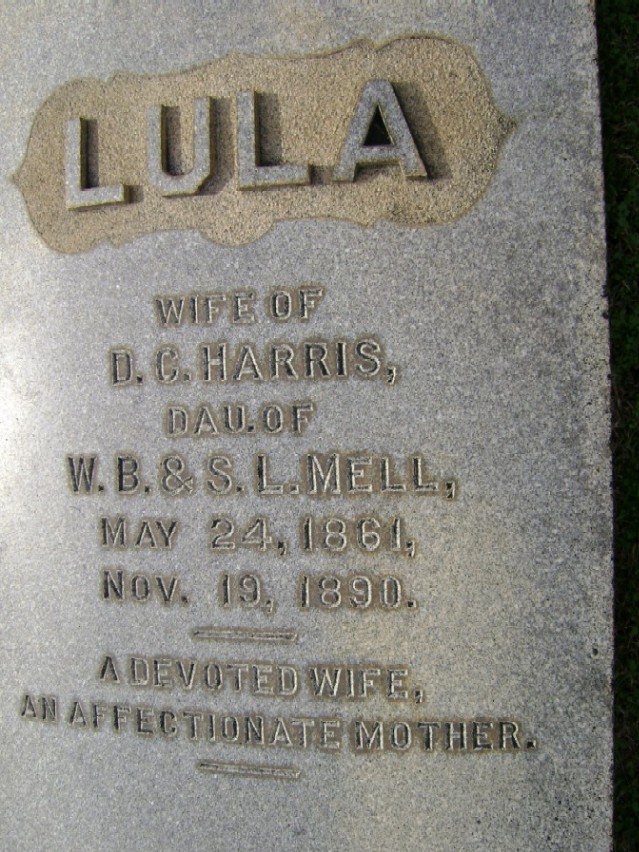 LULA
WIFE OF
D. C. HARRIS,
DAU. OF
W. B. & S. L. MELL,
MAY 24, 1861,
NOV. 19, 1890.
A DEVOTED WIFE,
AN AFFECTIONATE MOTHER.